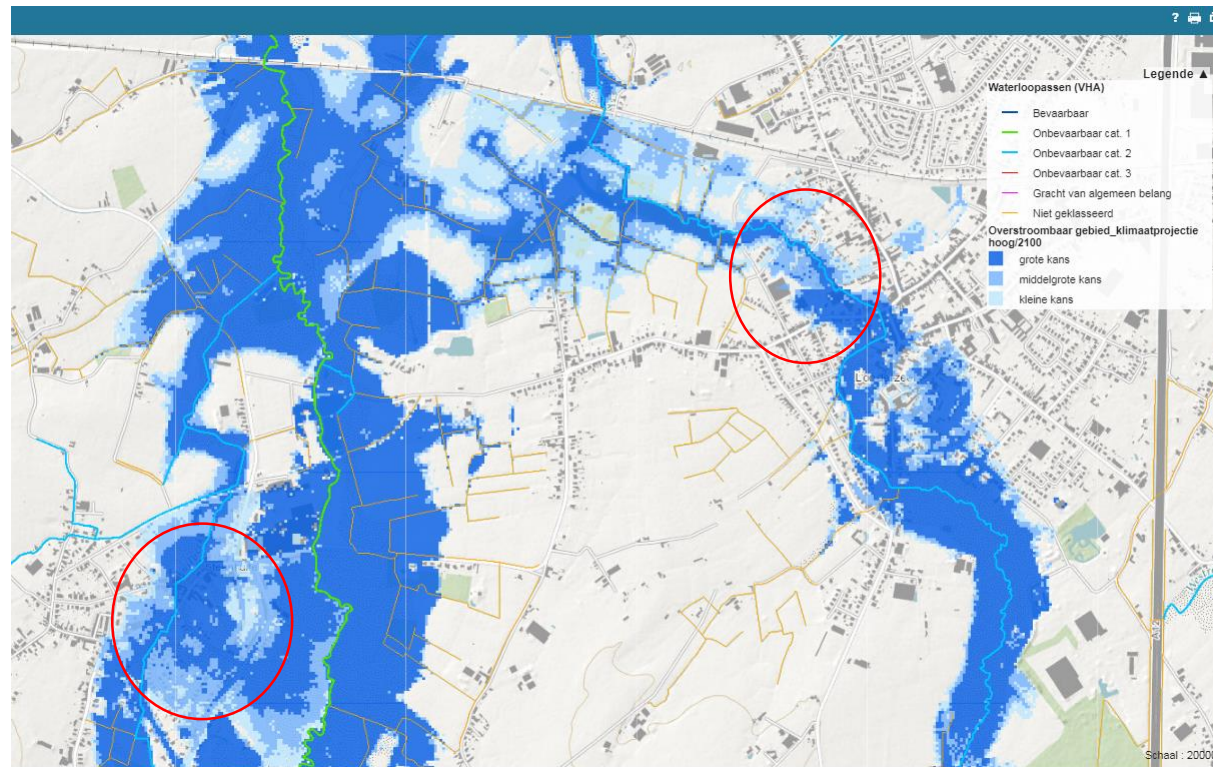 ?
Legende ▲
Waterloopassen (VHA)
Bevaarbaar
Onbevaarbaar cat. 1
Onbevaarbaar cat. 2
Onbevaarbaar cat. 3
Gracht van algemeen belang
Niet geklasseerd
Overstroombaar gebied_klimaatprojectie
hoog/2100
grote kans
middelgrote kans
kleine kans
A12
Schaal : 2000